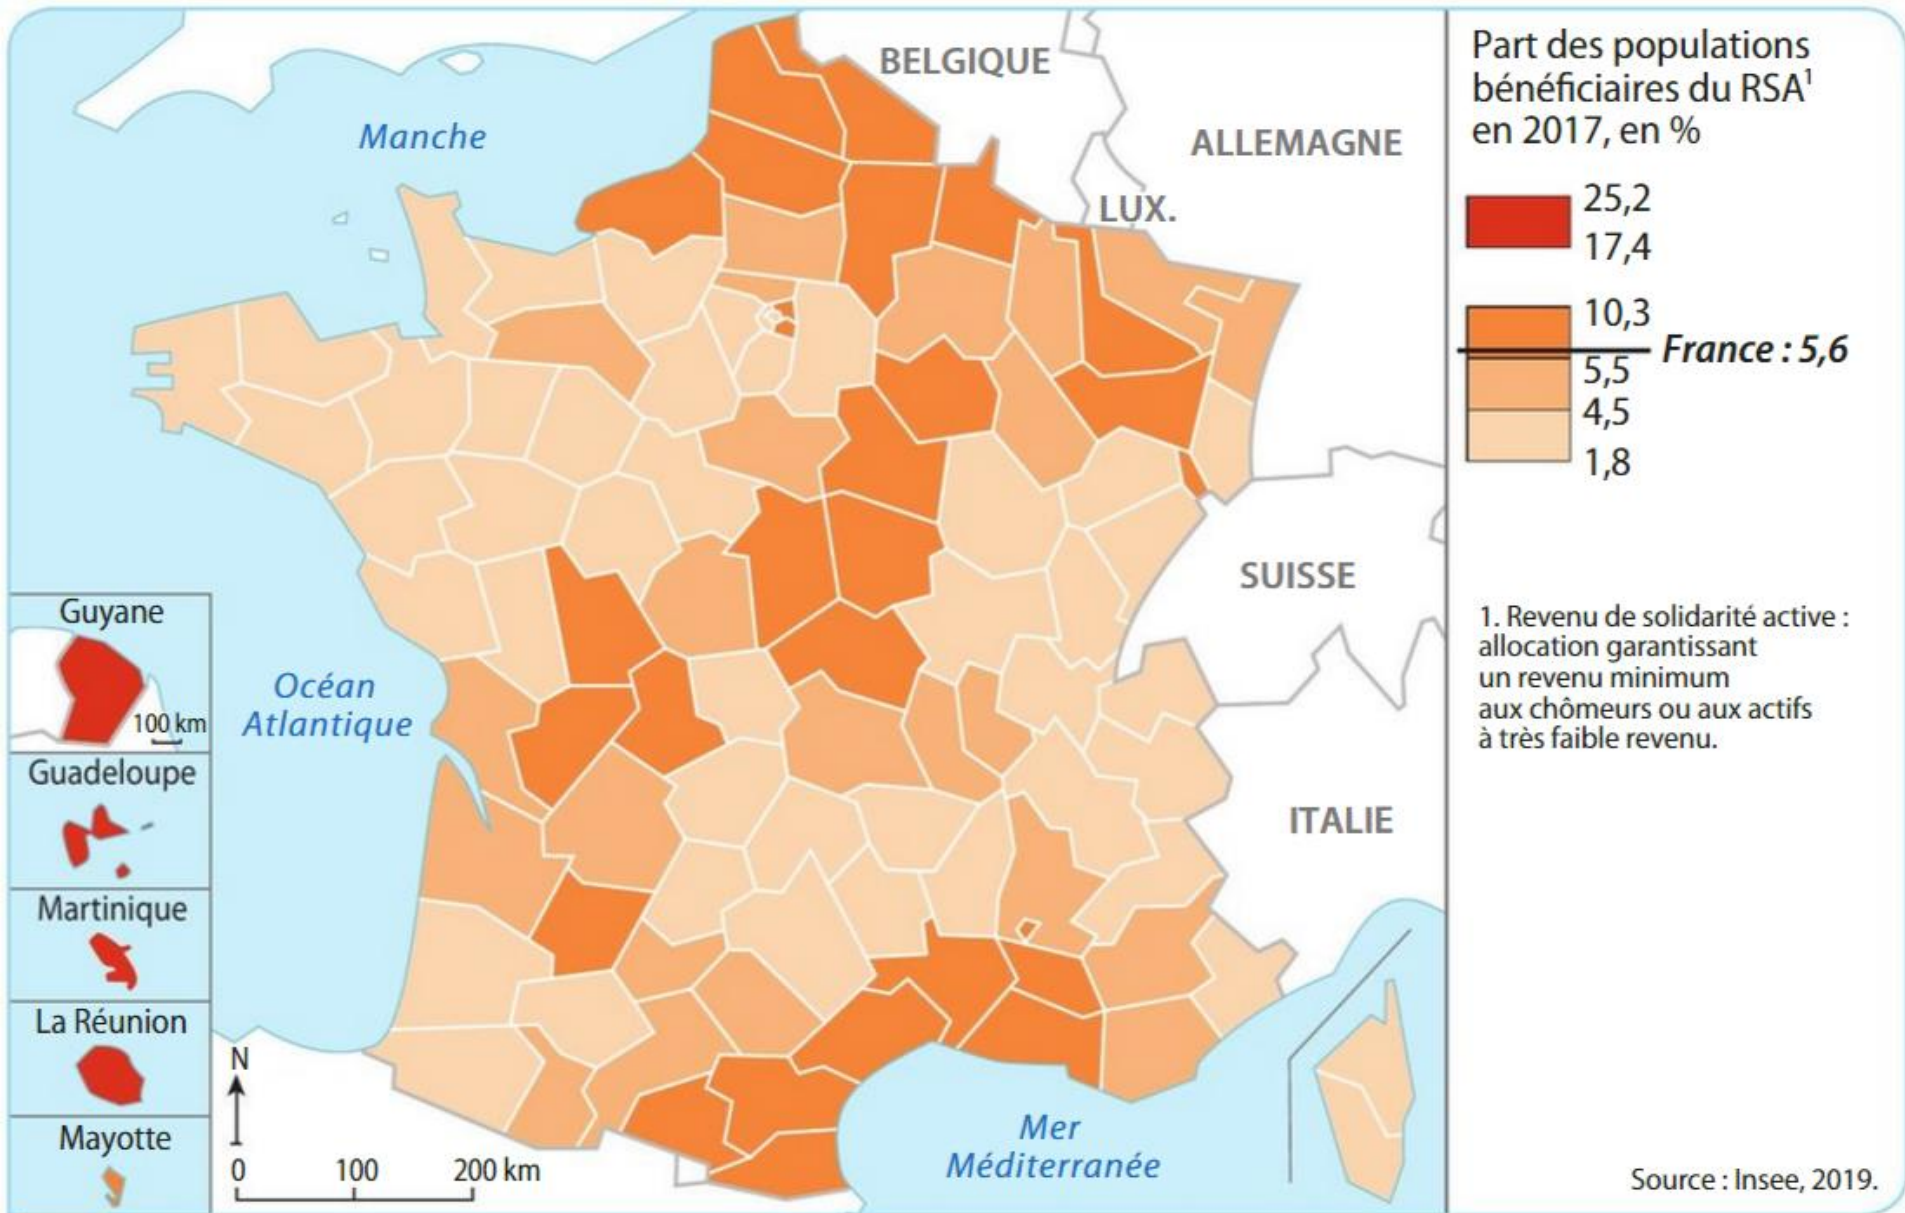 BELGIQUE
Manche
ALLEMAGNE
LUX.
SUISSE
Océan
Atlantique
ITALIE
Mer
Méditerranée
Guyane
100 km
Guadeloupe
Martinique
La Réunion
Mayotte
N
0 100 200 km
Part des populations
bénéficiaires du RSA¹
en 2017, en %
25,2
17,4
10,3
France : 5,6
5,5
4,5
1,8
1. Revenu de solidarité active :
allocation garantissant
un revenu minimum
aux chômeurs ou aux actifs
à très faible revenu.
Source : Insee, 2019.